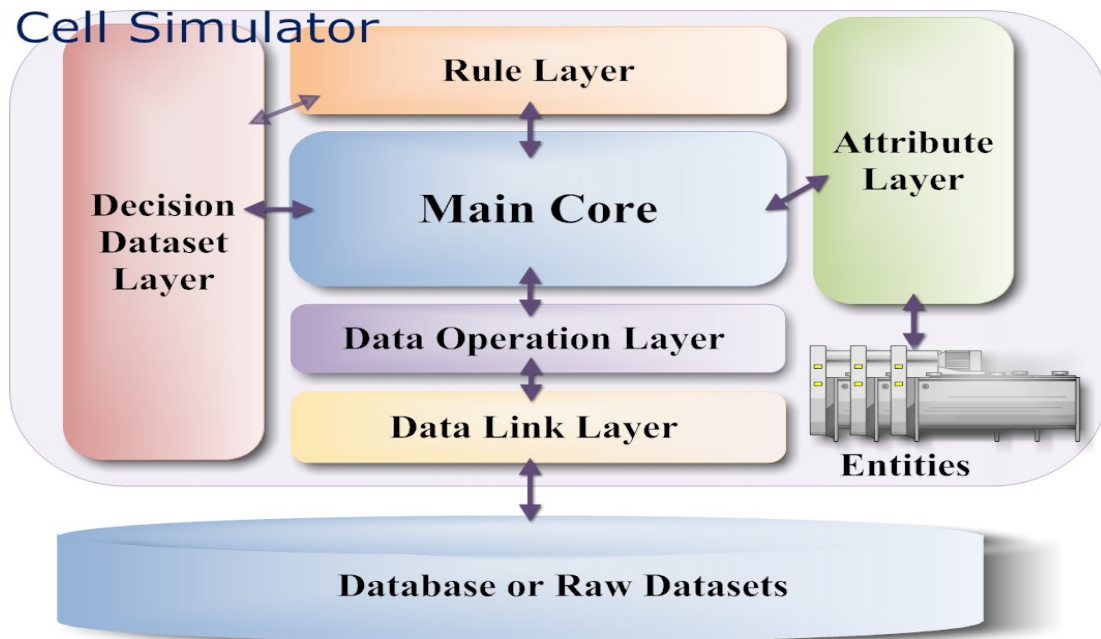 Cell Simulator
Rule Layer
Attribute
Layer
Main Core
Decision
Dataset
Layer
Data Operation Layer
Data Link Layer
Entities
Database or Raw Datasets